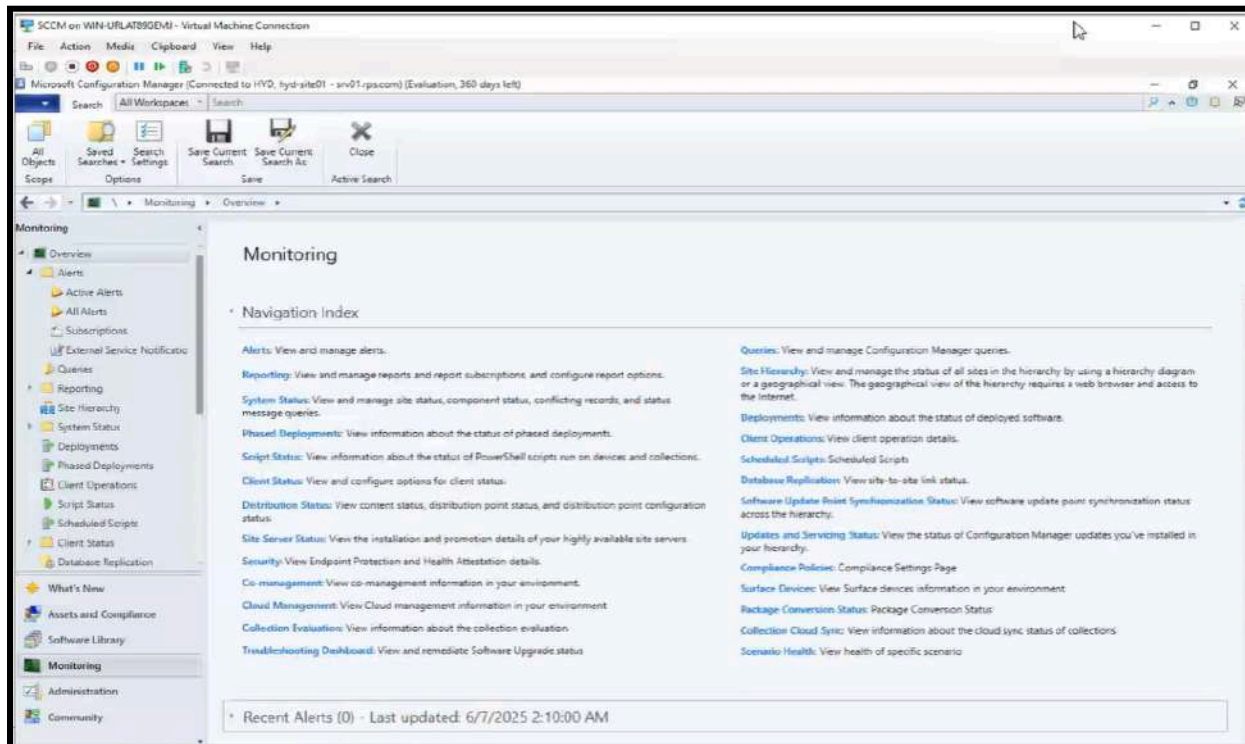 SCCM on WIN-URLAT89GEMJ - Virtual Machine Connection
File Action Media Clipboard View Help
Microsoft Configuration Manager (Connected to HYD, hyd-site01 - srv01.rps.com) (Evaluation, 360 days left)
Search All Workspaces Search
All Objects
Saved Searches
Search Settings
Save Current Search
Save Current Search As
Close
Scope Options Save Active Search
\ Monitoring Overview
Monitoring
Overview
Alerts
Active Alerts
All Alerts
Subscriptions
External Service Notificatio
Queries
Reporting
Site Hierarchy
System Status
Deployments
Phased Deployments
Client Operations
Script Status
Scheduled Scripts
Client Status
Database Replication
What's New
Assets and Compliance
Software Library
Monitoring
Administration
Community
Monitoring
Navigation Index
Alerts: View and manage alerts.
Reporting: View and manage reports and report subscriptions, and configure report options.
System Status: View and manage site status, component status, conflicting records, and status
message queries.
Phased Deployments: View information about the status of phased deployments.
Script Status: View information about the status of PowerShell scripts run on devices and collections.
Client Status: View and configure options for client status.
Distribution Status: View content status, distribution point status, and distribution point configuration
status.
Site Server Status: View the installation and promotion details of your highly available site servers
Security: View Endpoint Protection and Health Attestation details.
Co-management: View co-management information in your environment.
Cloud Management: View Cloud management information in your environment
Collection Evaluation: View information about the collection evaluation.
Troubleshooting Dashboard: View and remediate Software Upgrade status
Queries: View and manage Configuration Manager queries.
Site Hierarchy: View and manage the status of all sites in the hierarchy by using a hierarchy diagram
or a geographical view. The geographical view of the hierarchy requires a web browser and access to
the Internet.
Deployments: View information about the status of deployed software.
Client Operations: View client operation details.
Scheduled Scripts: Scheduled Scripts
Database Replication: View site-to-site link status.
Software Update Point Synchronization Status: View software update point synchronization status
across the hierarchy.
Updates and Servicing Status: View the status of Configuration Manager updates you've installed in
your hierarchy.
Compliance Policies: Compliance Settings Page
Surface Devices: View Surface devices information in your environment
Package Conversion Status: Package Conversion Status
Collection Cloud Sync: View information about the cloud sync status of collections
Scenario Health: View health of specific scenario
Recent Alerts (0) - Last updated: 6/7/2025 2:10:00 AM